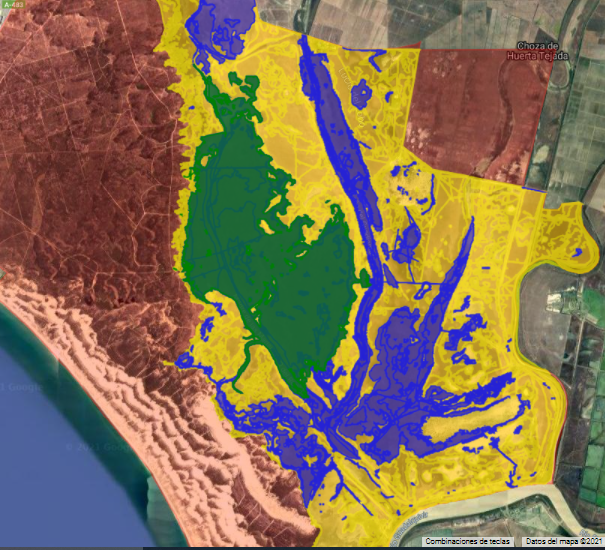 A-483
Choza de
Huerta Tejada
Combinaciones de teclas
Datos del mapa ©2021